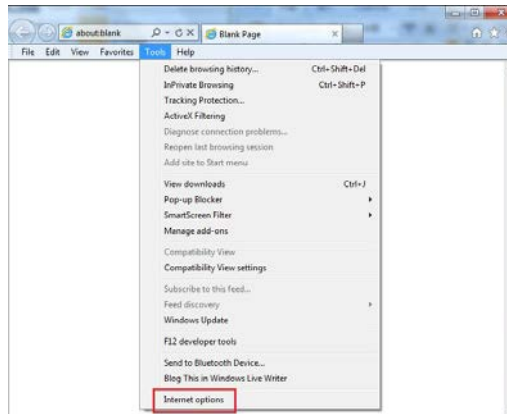 about:blank
Blank Page
File Edit View Favorites Tools Help
Delete browsing history... Ctrl+Shift+Del
InPrivate Browsing Ctrl+Shift+P
Tracking Protection...
ActiveX Filtering
Diagnose connection problems...
Reopen last browsing session
Add site to Start menu
View downloads Ctrl+J
Pop-up Blocker
SmartScreen Filter
Manage add-ons
Compatibility View
Compatibility View settings
Subscribe to this feed...
Feed discovery
Windows Update
F12 developer tools
Send to Bluetooth Device...
Blog This in Windows Live Writer
Internet options